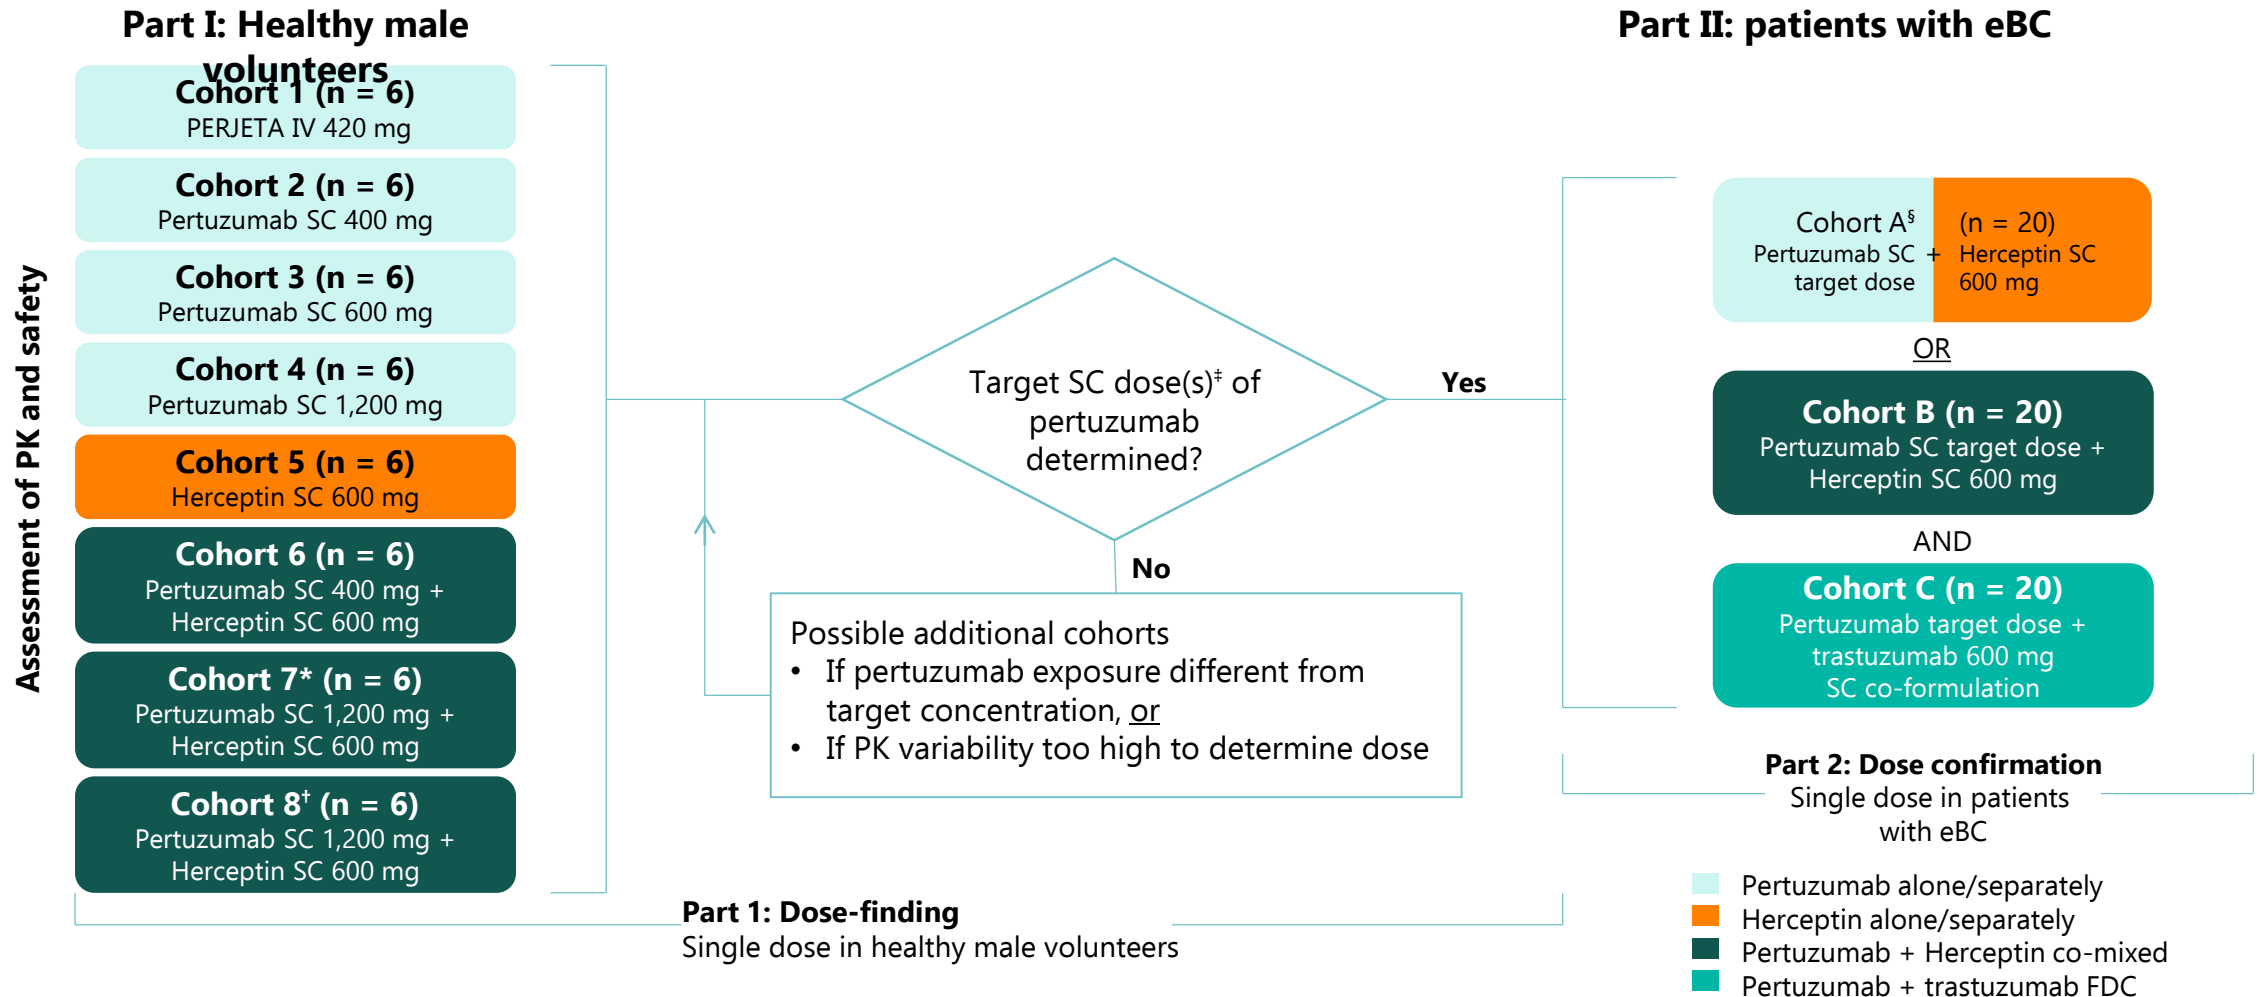 Part I: Healthy male
volunteers
Part II: patients with eBC
Assessment of PK and safety
Cohort 1 (n = 6)
PERJETA IV 420 mg
Cohort 2 (n = 6)
Pertuzumab SC 400 mg
Cohort 3 (n = 6)
Pertuzumab SC 600 mg
Cohort 4 (n = 6)
Pertuzumab SC 1,200 mg
Cohort 5 (n = 6)
Herceptin SC 600 mg
Cohort 6 (n = 6)
Pertuzumab SC 400 mg +
Herceptin SC 600 mg
Cohort 7* (n = 6)
Pertuzumab SC 1,200 mg +
Herceptin SC 600 mg
Cohort 8† (n = 6)
Pertuzumab SC 1,200 mg +
Herceptin SC 600 mg
Part 1: Dose-finding
Single dose in healthy male volunteers
Target SC dose(s)‡ of
pertuzumab
determined?
Yes
No
Possible additional cohorts
• If pertuzumab exposure different from
target concentration, or
• If PK variability too high to determine dose
Cohort A§ (n = 20)
Pertuzumab SC + Herceptin SC
target dose 600 mg
OR
Cohort B (n = 20)
Pertuzumab SC target dose +
Herceptin SC 600 mg
AND
Cohort C (n = 20)
Pertuzumab target dose +
trastuzumab 600 mg
SC co-formulation
Part 2: Dose confirmation
Single dose in patients
with eBC
Pertuzumab alone/separately
Herceptin alone/separately
Pertuzumab + Herceptin co-mixed
Pertuzumab + trastuzumab FDC